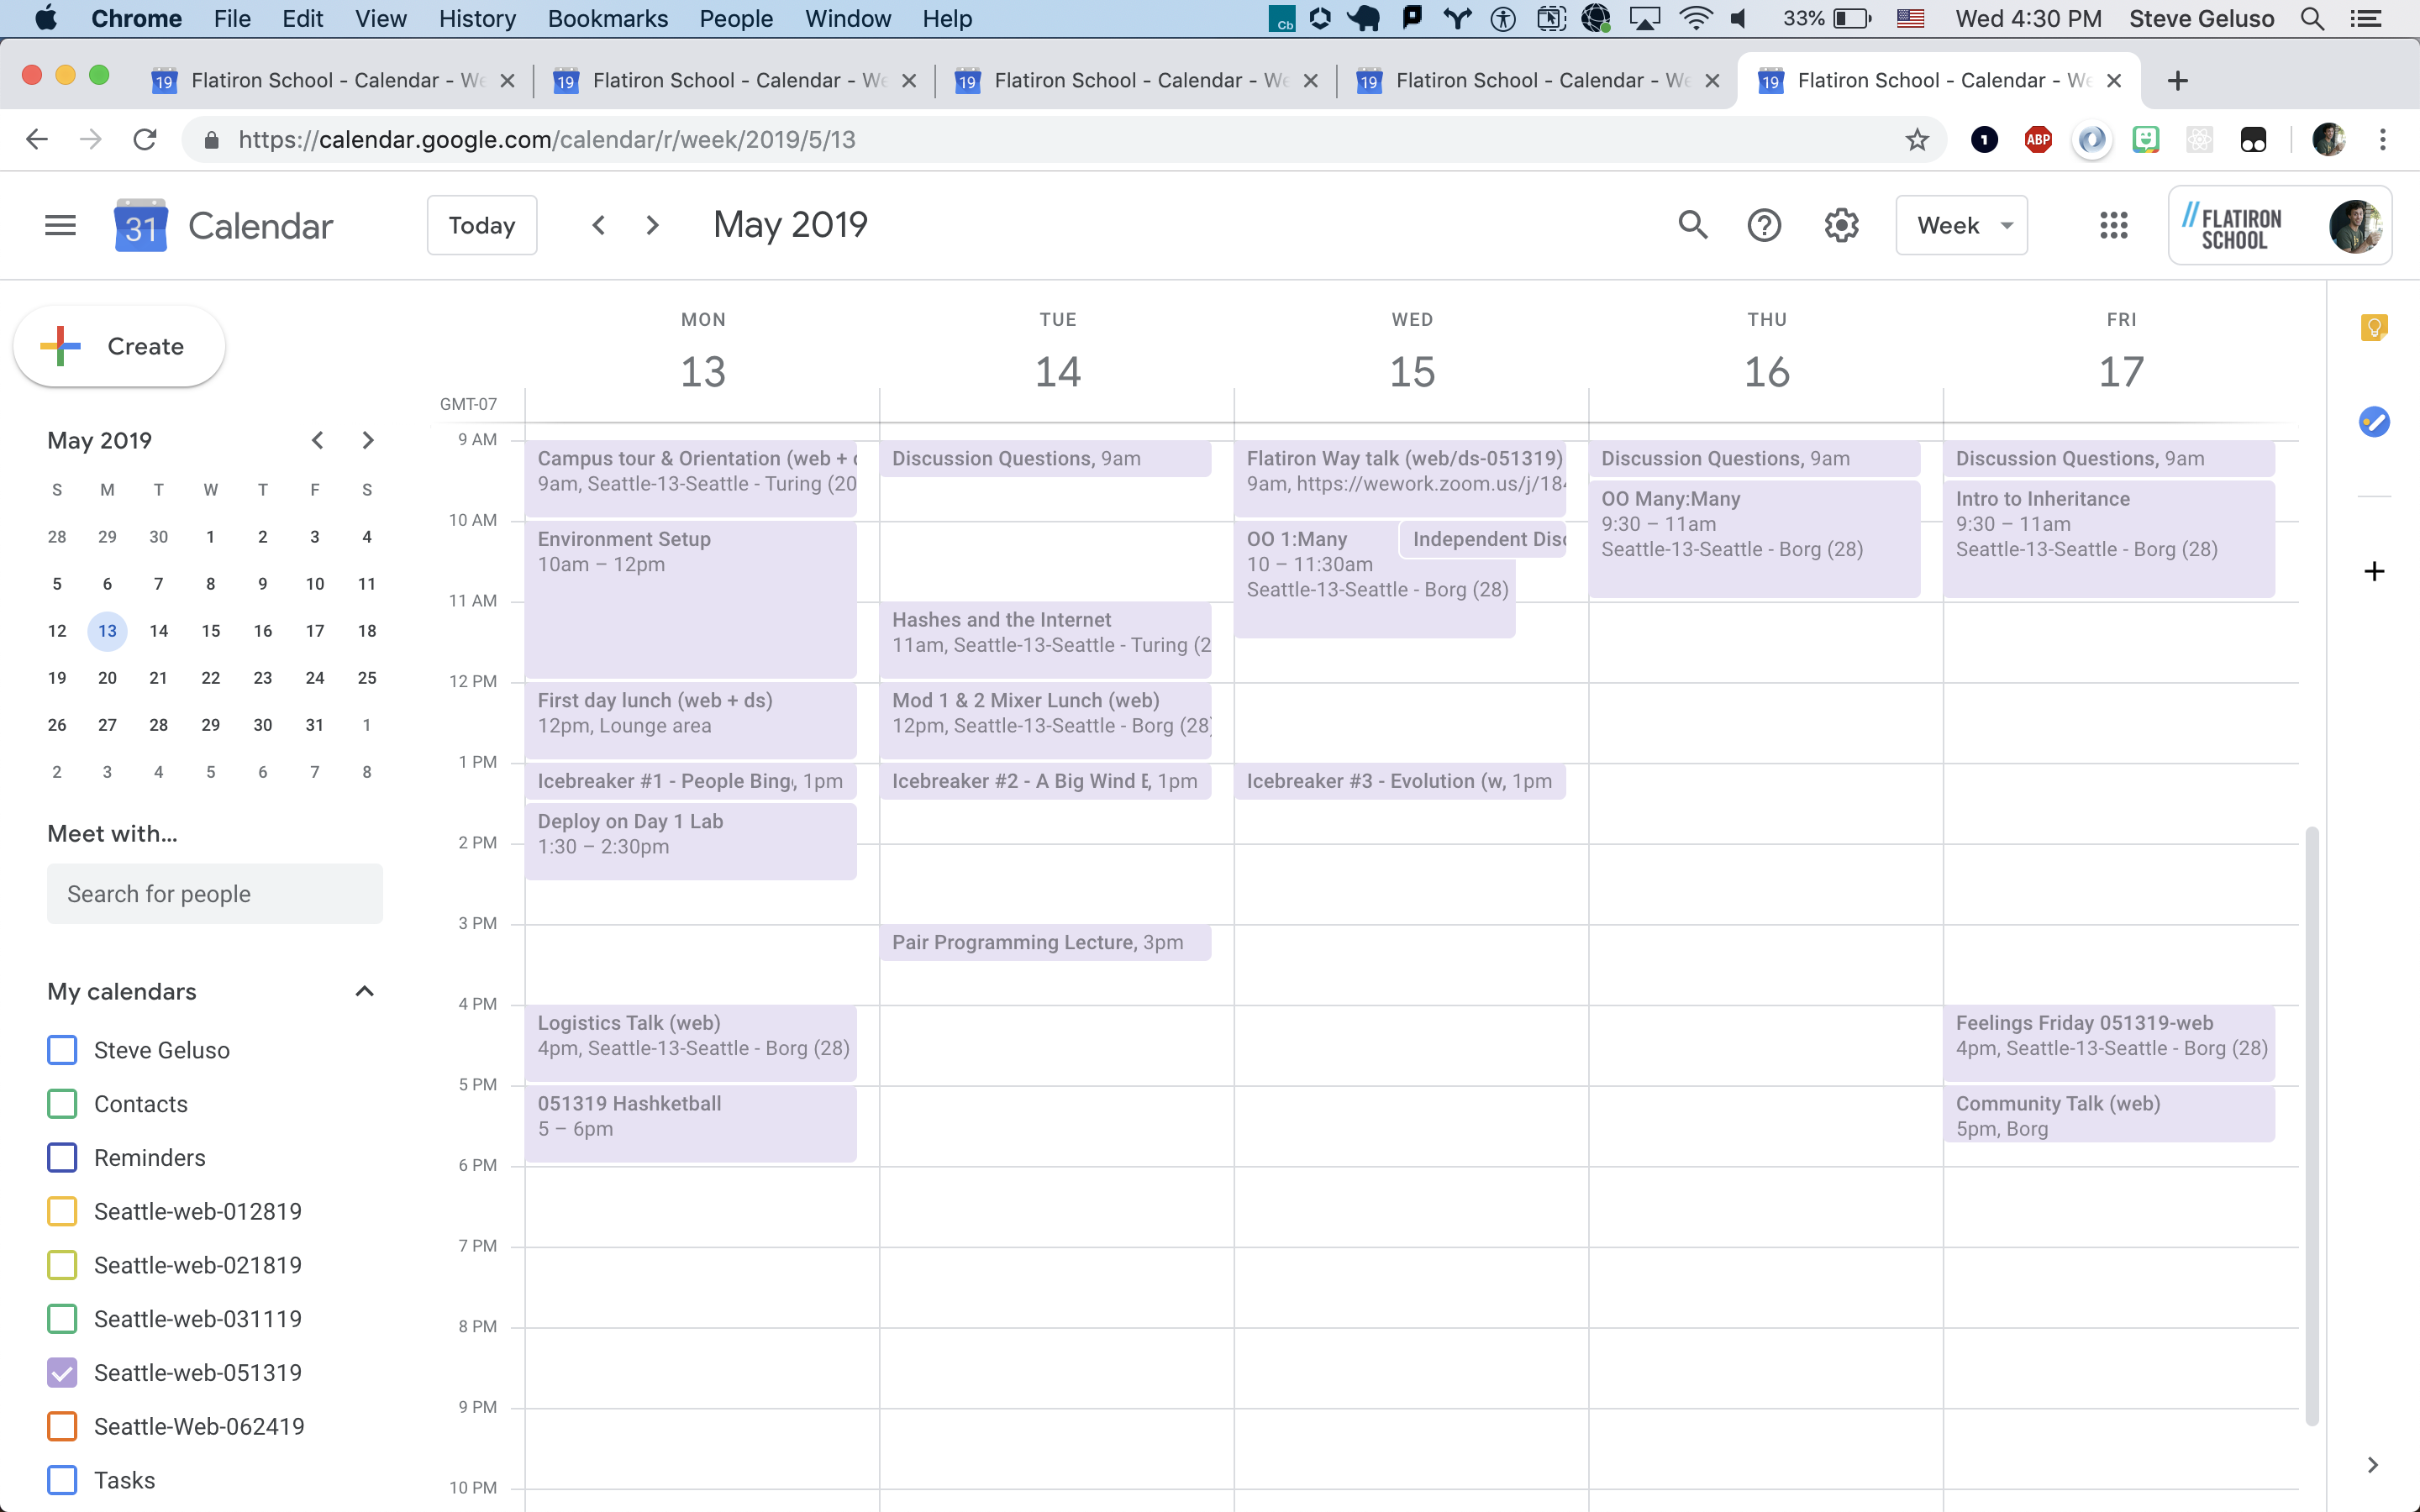 Chrome File Edit View History Bookmarks People Window Help
Cb 33% Wed 4:30 PM Steve Geluso
19 Flatiron School - Calendar - We
19 Flatiron School - Calendar - We
19 Flatiron School - Calendar - We
19 Flatiron School - Calendar - We
19 Flatiron School - Calendar - We
https://calendar.google.com/calendar/r/week/2019/5/13
1 ABP
31 Calendar Today May 2019 Week
// FLATIRON
SCHOOL
Create
May 2019
S M T W T F S
28 29 30 1 2 3 4
5 6 7 8 9 10 11
12 13 14 15 16 17 18
19 20 21 22 23 24 25
26 27 28 29 30 31 1
2 3 4 5 6 7 8
Meet with...
Search for people
My calendars
Steve Geluso
Contacts
Reminders
Seattle-web-012819
Seattle-web-021819
Seattle-web-031119
Seattle-web-051319
Seattle-Web-062419
Tasks
GMT-07
9 AM
10 AM
11 AM
12 PM
1 PM
2 PM
3 PM
4 PM
5 PM
6 PM
7 PM
8 PM
9 PM
10 PM
MON
13
Campus tour & Orientation (web +
9am, Seattle-13-Seattle - Turing (20
Environment Setup
10am – 12pm
First day lunch (web + ds)
12pm, Lounge area
Icebreaker #1 - People Bing, 1pm
Deploy on Day 1 Lab
1:30 – 2:30pm
Logistics Talk (web)
4pm, Seattle-13-Seattle - Borg (28)
051319 Hashketball
5 – 6pm
TUE
14
Discussion Questions, 9am
Hashes and the Internet
11am, Seattle-13-Seattle - Turing (2
Mod 1 & 2 Mixer Lunch (web)
12pm, Seattle-13-Seattle - Borg (28)
Icebreaker #2 - A Big Wind B, 1pm
Pair Programming Lecture, 3pm
WED
15
Flatiron Way talk (web/ds-051319)
9am, https://wework.zoom.us/j/184
OO 1:Many
10 – 11:30am
Seattle-13-Seattle - Borg (28)
Independent Disc
Icebreaker #3 - Evolution (w, 1pm
THU
16
Discussion Questions, 9am
OO Many:Many
9:30 – 11am
Seattle-13-Seattle - Borg (28)
FRI
17
Discussion Questions, 9am
Intro to Inheritance
9:30 – 11am
Seattle-13-Seattle - Borg (28)
Feelings Friday 051319-web
4pm, Seattle-13-Seattle - Borg (28)
Community Talk (web)
5pm, Borg